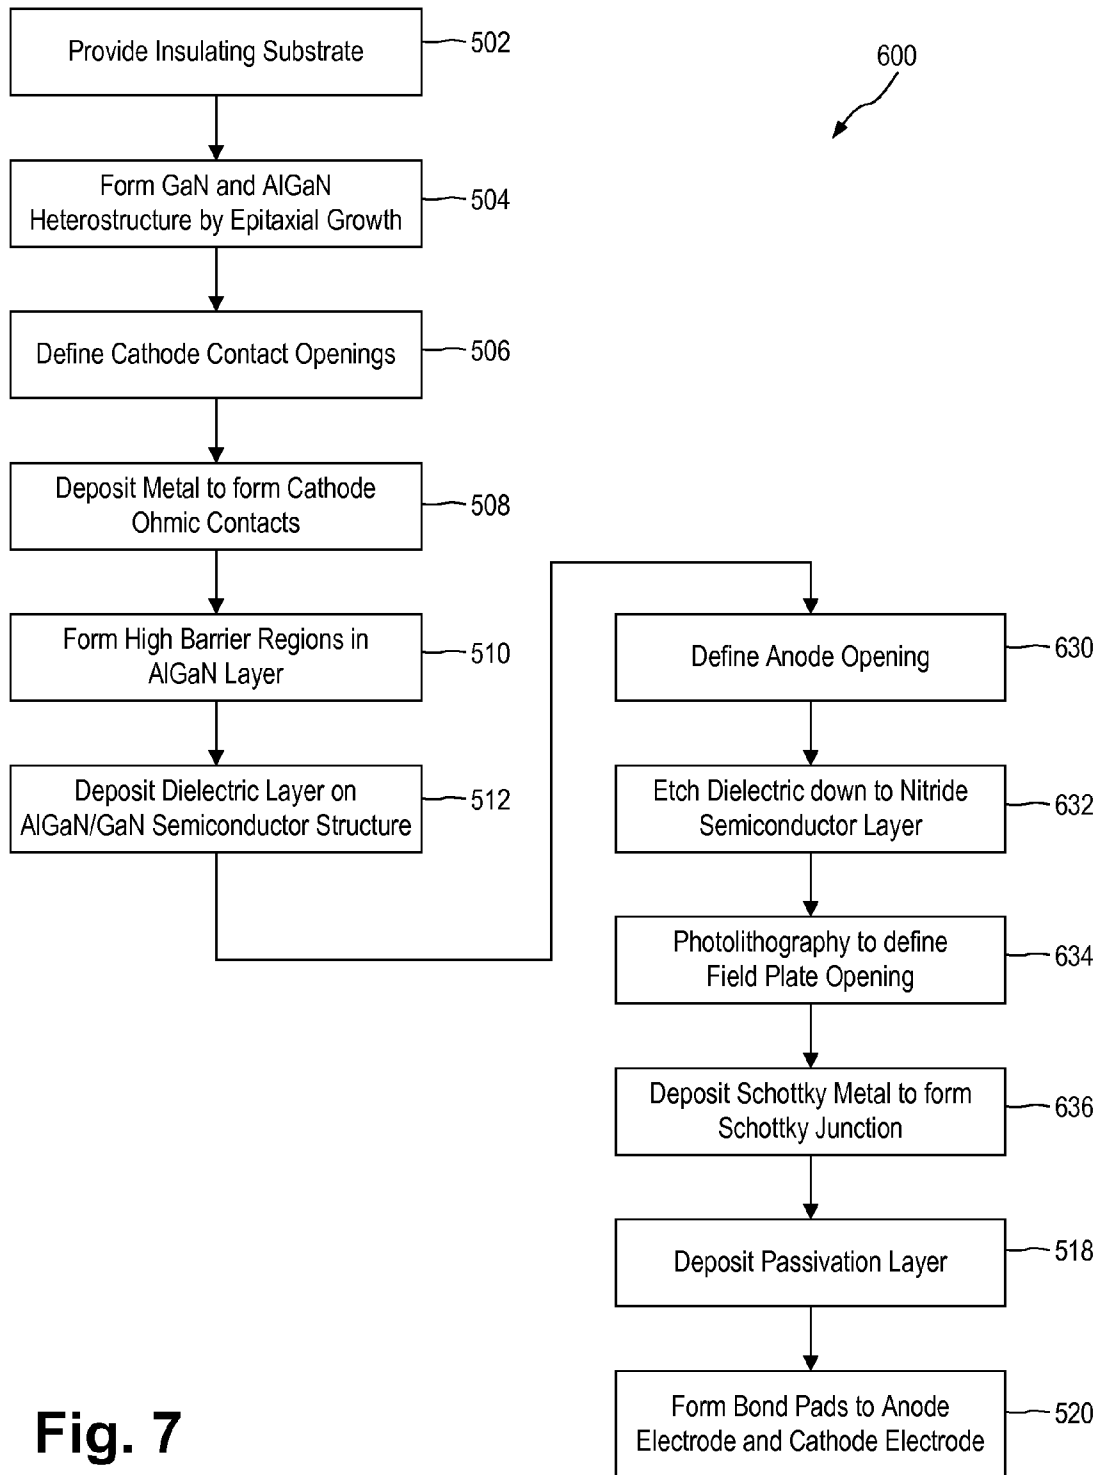 Provide Insulating Substrate
502
600
Form GaN and AlGaN
Heterostructure by Epitaxial Growth
504
Define Cathode Contact Openings
506
Deposit Metal to form Cathode
Ohmic Contacts
508
Form High Barrier Regions in
AlGaN Layer
510
Deposit Dielectric Layer on
AlGaN/GaN Semiconductor Structure
512
Define Anode Opening
630
Etch Dielectric down to Nitride
Semiconductor Layer
632
Photolithography to define
Field Plate Opening
634
Deposit Schottky Metal to form
Schottky Junction
636
Deposit Passivation Layer
518
Form Bond Pads to Anode
Electrode and Cathode Electrode
520
Fig. 7